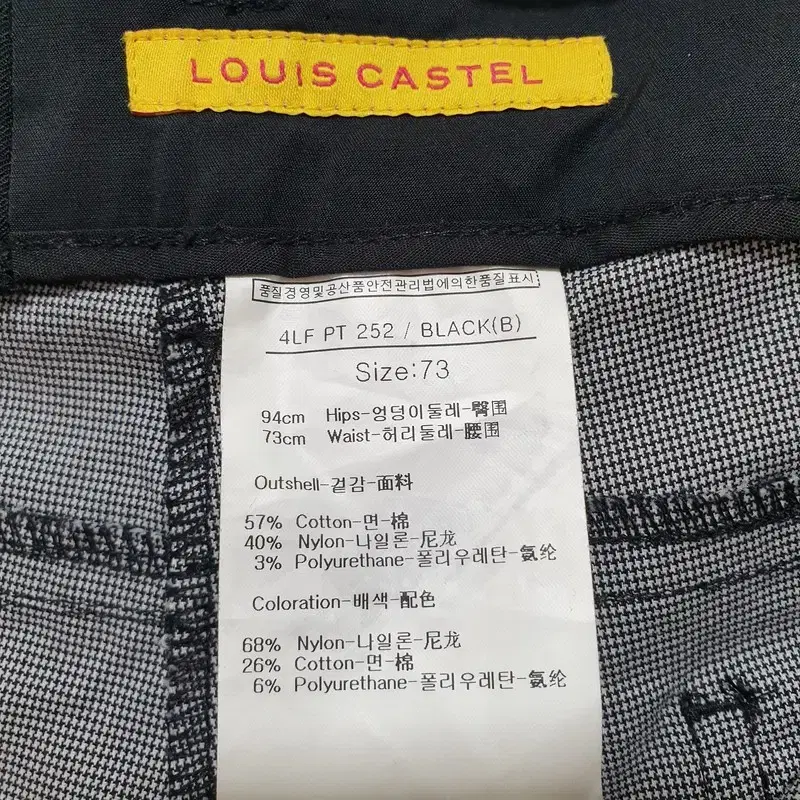 LOUIS CASTEL
품질경영및공산품안전관리법에의한품질표시
4LF PT 252 / BLACK(B)
Size:73
94cm Hips-엉덩이둘레-臀围
73cm Waist-허리둘레-腰围
Outshell-겉감-面料
57% Cotton-면-棉
40% Nylon-나일론-尼龙
3% Polyurethane-폴리우레탄-氨纶
Coloration-배색-配色
68% Nylon-나일론-尼龙
26% Cotton-면-棉
6% Polyurethane-폴리우레탄-氨纶